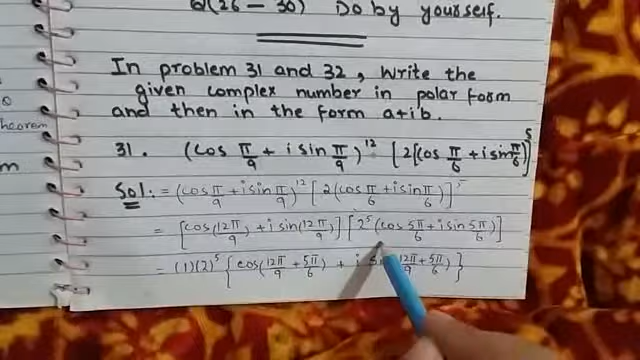 Q(26 - 30) Do by yourself.
In problem 31 and 32, Write the
given complex number in polar form
and then in the form a+ib.
31. (cos π/9 + i sin π/9)^12 [2(cos π/6 + i sin π/6)]^5
Sol:- = (cos π/9 + i sin π/9)^12 [2(cos π/6 + i sin π/6)]^5
= [cos(12π/9) + i sin(12π/9)] [2^5 (cos 5π/6 + i sin 5π/6)]
= (1)(2)^5 {cos(12π/9 + 5π/6) + i sin(12π/9 + 5π/6)}
Theorem